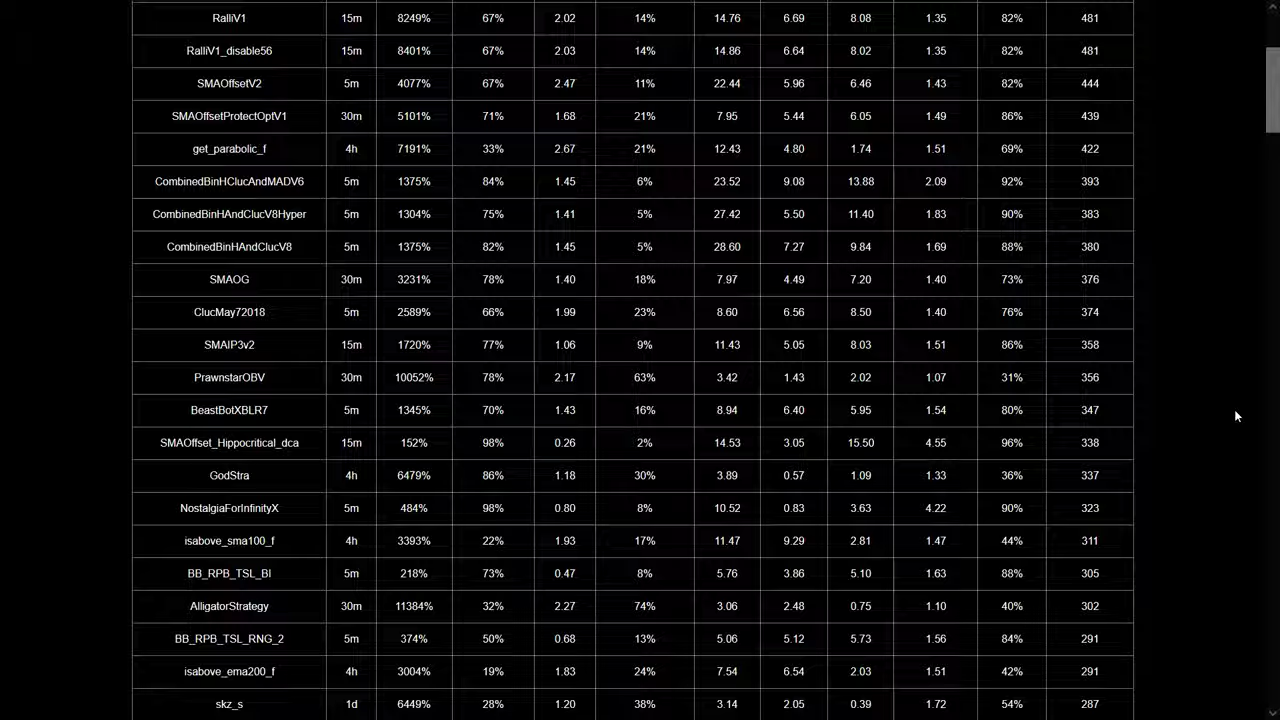 RalliV1 15m 8249% 67% 2.02 14% 14.76 6.69 8.08 1.35 82% 481
RalliV1_disable56 15m 8401% 67% 2.03 14% 14.86 6.64 8.02 1.35 82% 481
SMAOffsetV2 5m 4077% 67% 2.47 11% 22.44 5.96 6.46 1.43 82% 444
SMAOffsetProtectOptV1 30m 5101% 71% 1.68 21% 7.95 5.44 6.05 1.49 86% 439
get_parabolic_f 4h 7191% 33% 2.67 21% 12.43 4.80 1.74 1.51 69% 422
CombinedBinHClucAndMADV6 5m 1375% 84% 1.45 6% 23.52 9.08 13.88 2.09 92% 393
CombinedBinHAndClucV8Hyper 5m 1304% 75% 1.41 5% 27.42 5.50 11.40 1.83 90% 383
CombinedBinHAndClucV8 5m 1375% 82% 1.45 5% 28.60 7.27 9.84 1.69 88% 380
SMAOG 30m 3231% 78% 1.40 18% 7.97 4.49 7.20 1.40 73% 376
ClucMay72018 5m 2589% 66% 1.99 23% 8.60 6.56 8.50 1.40 76% 374
SMAIP3v2 15m 1720% 77% 1.06 9% 11.43 5.05 8.03 1.51 86% 358
PrawnstarOBV 30m 10052% 78% 2.17 63% 3.42 1.43 2.02 1.07 31% 356
BeastBotXBLR7 5m 1345% 70% 1.43 16% 8.94 6.40 5.95 1.54 80% 347
SMAOffset_Hippocritical_dca 15m 152% 98% 0.26 2% 14.53 3.05 15.50 4.55 96% 338
GodStra 4h 6479% 86% 1.18 30% 3.89 0.57 1.09 1.33 36% 337
NostalgiaForInfinityX 5m 484% 98% 0.80 8% 10.52 0.83 3.63 4.22 90% 323
isabove_sma100_f 4h 3393% 22% 1.93 17% 11.47 9.29 2.81 1.47 44% 311
BB_RPB_TSL_BI 5m 218% 73% 0.47 8% 5.76 3.86 5.10 1.63 88% 305
AlligatorStrategy 30m 11384% 32% 2.27 74% 3.06 2.48 0.75 1.10 40% 302
BB_RPB_TSL_RNG_2 5m 374% 50% 0.68 13% 5.06 5.12 5.73 1.56 84% 291
isabove_ema200_f 4h 3004% 19% 1.83 24% 7.54 6.54 2.03 1.51 42% 291
skz_s 1d 6449% 28% 1.20 38% 3.14 2.05 0.39 1.72 54% 287